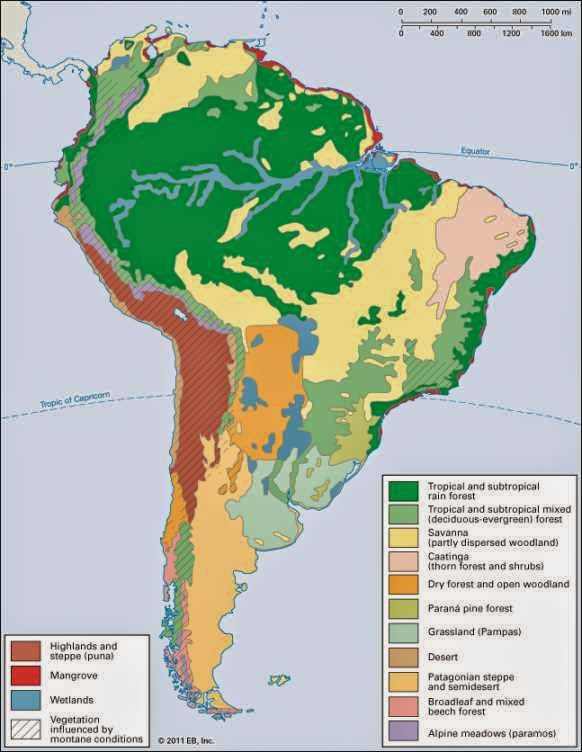 0 200 400 600 800 1000 mi
0 200 400 600 800 1000 1200 1600 km
Equator
0°
0°
Tropic of Capricorn
Tropical and subtropical
rain forest
Tropical and subtropical mixed
(deciduous-evergreen) forest
Savanna
(partly dispersed woodland)
Caatinga
(thorn forest and shrubs)
Dry forest and open woodland
Paraná pine forest
Grassland (Pampas)
Desert
Patagonian steppe
and semidesert
Broadleaf and mixed
beech forest
Alpine meadows (paramos)
Highlands and
steppe (puna)
Mangrove
Wetlands
Vegetation
influenced by
montane conditions
© 2011 EB, Inc.